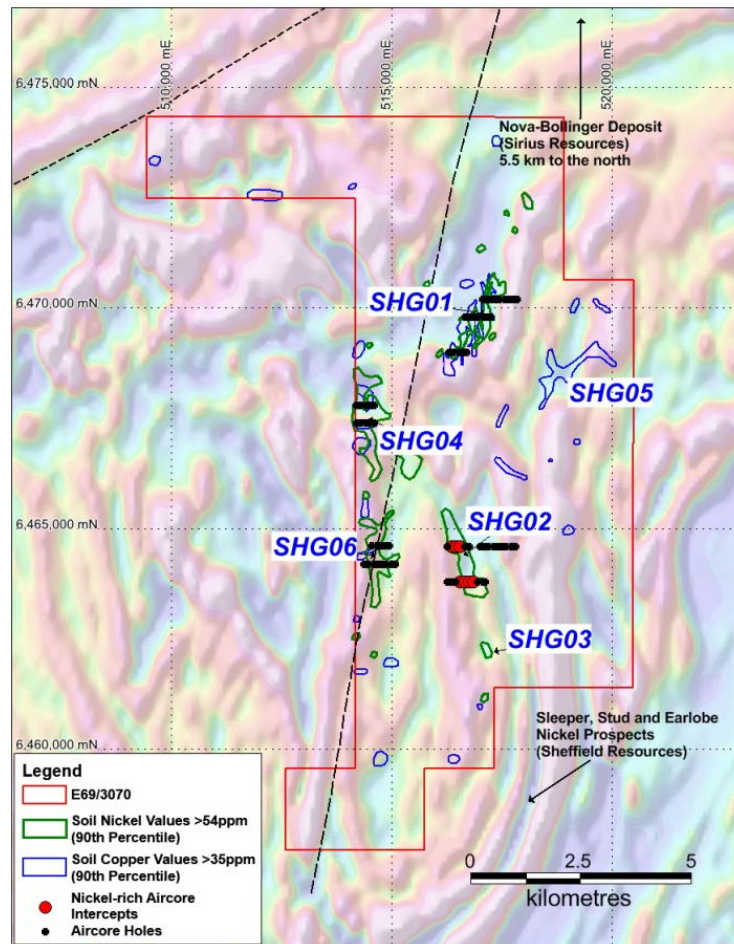 510,000 mE
515,000 mE
520,000 mE
6,475,000 mN
Nova-Bollinger Deposit
(Sirius Resources)
5.5 km to the north
SHG01
6,470,000 mN
SHG05
SHG04
6,465,000 mN
SHG02
SHG06
SHG03
6,460,000 mN
Sleeper, Stud and Earlobe
Nickel Prospects
(Sheffield Resources)
Legend
E69/3070
Soil Nickel Values >54ppm
(90th Percentile)
Soil Copper Values >35ppm
(90th Percentile)
Nickel-rich Aircore
Intercepts
Aircore Holes
0 2.5 5
kilometres